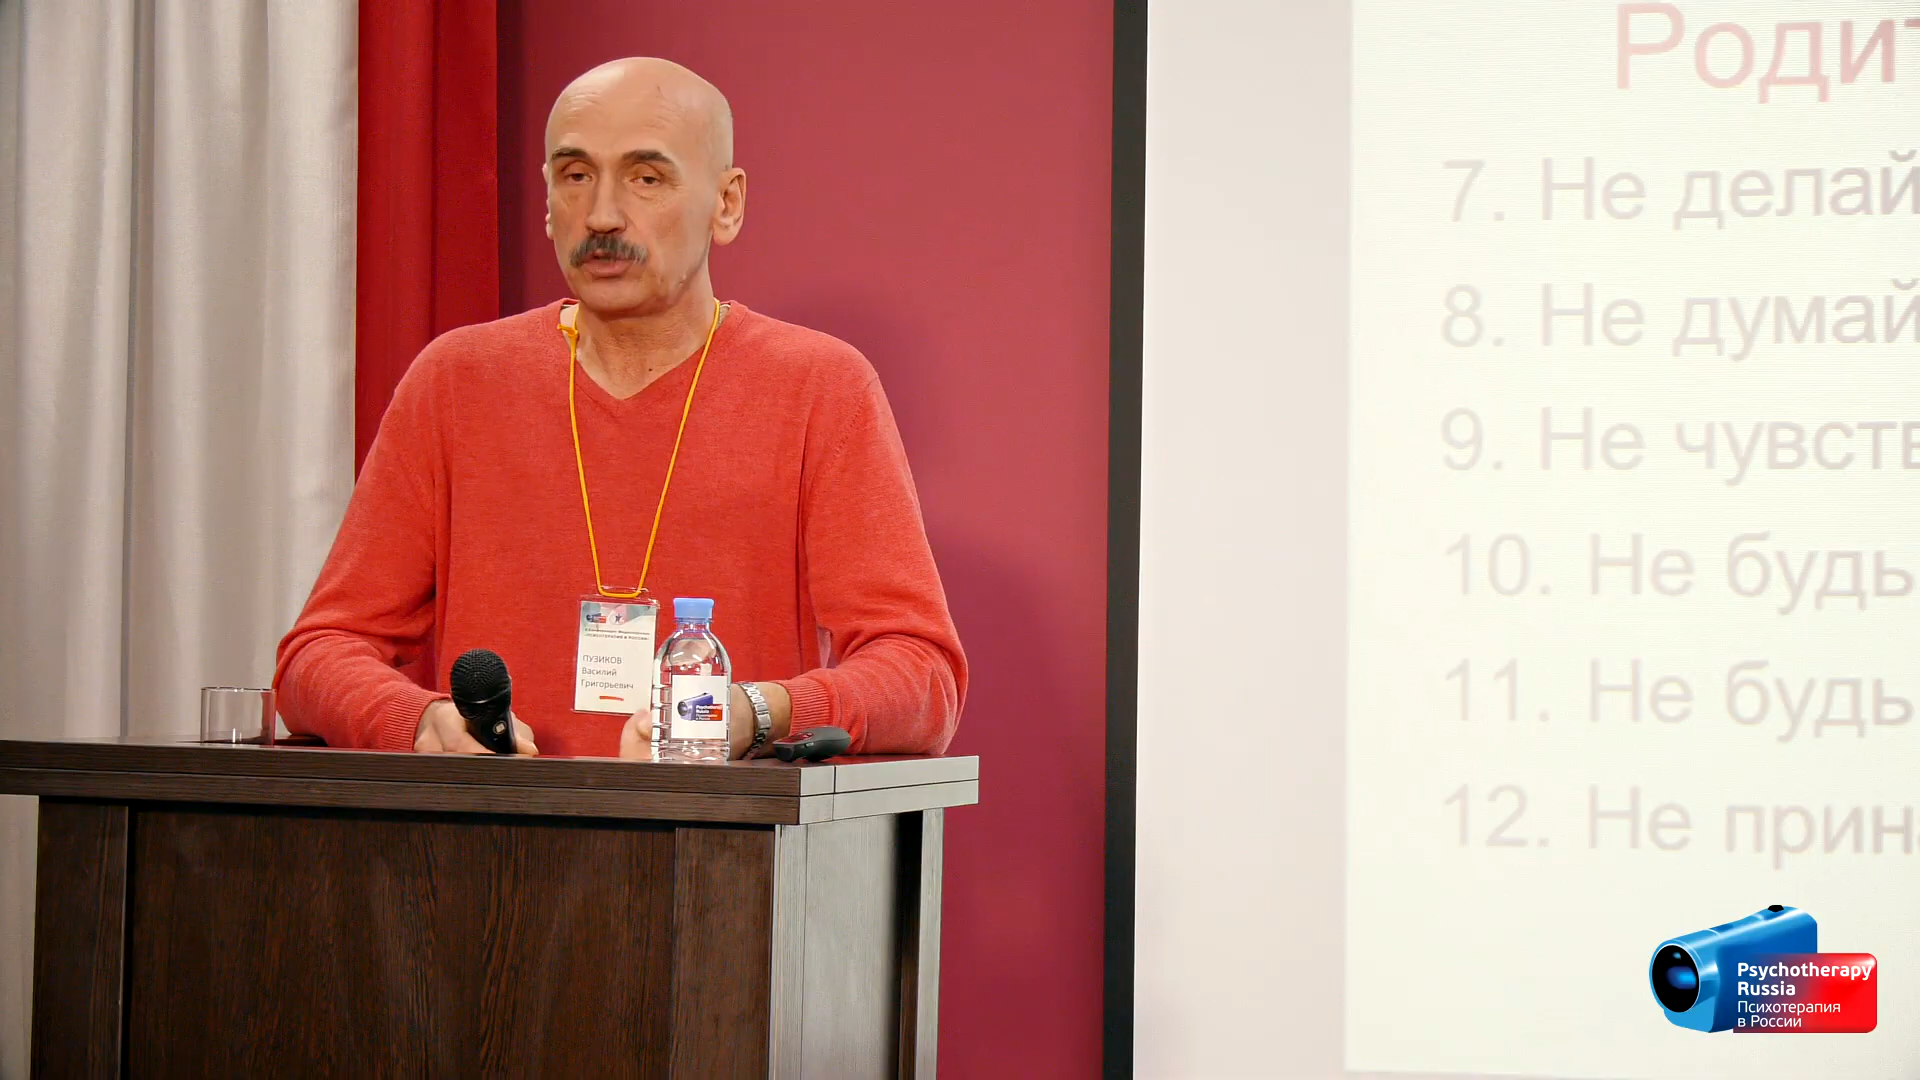 Родит
7. Не делай
8. Не думай
9. Не чувств
10. Не будь
11. Не будь
12. Не прина
ПУЗИКОВ
Василий
Григорьевич
Psychotherapy
Russia
Психотерапия
в России